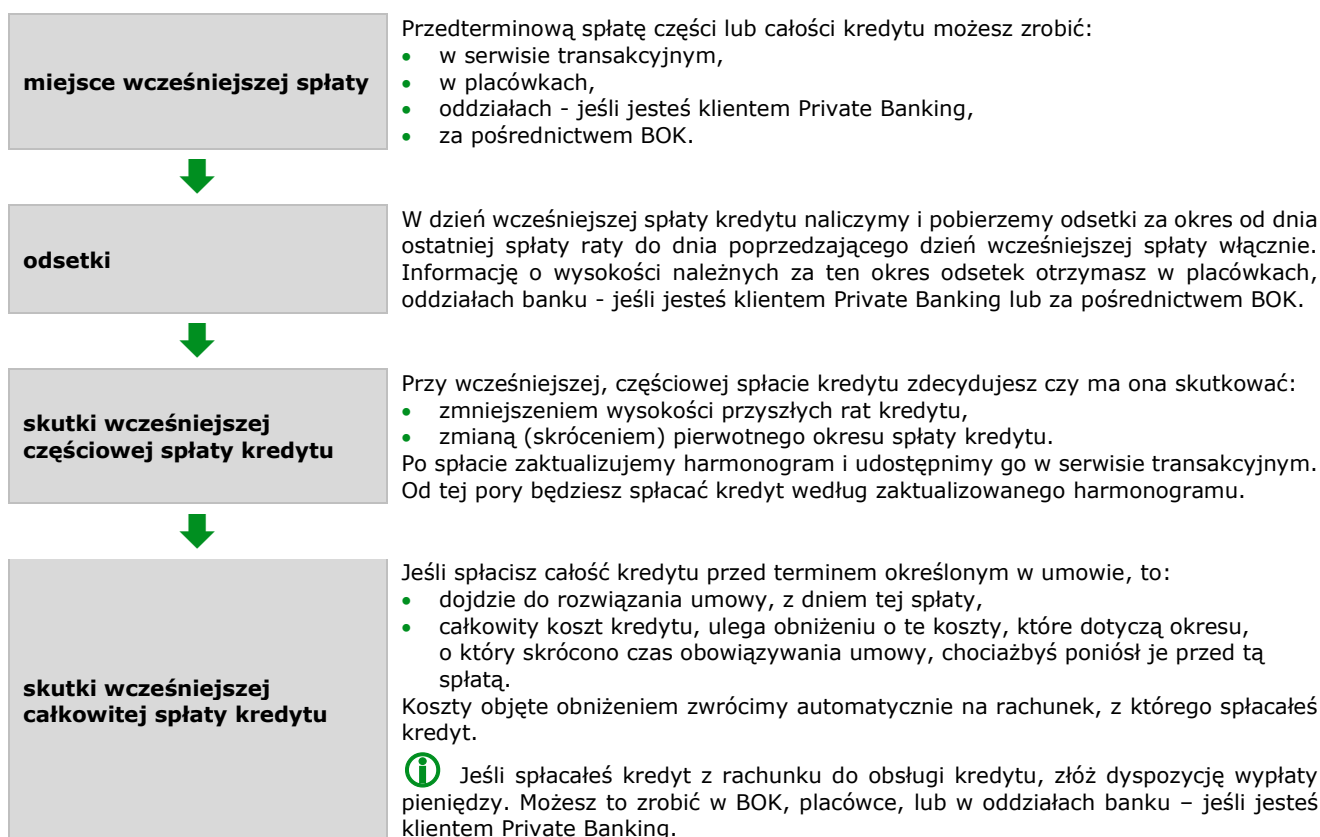 miejsce wcześniejszej spłaty
Przedterminową spłatę części lub całości kredytu możesz zrobić:
• w serwisie transakcyjnym,
• w placówkach,
• oddziałach - jeśli jesteś klientem Private Banking,
• za pośrednictwem BOK.
odsetki
W dzień wcześniejszej spłaty kredytu naliczymy i pobierzemy odsetki za okres od dnia
ostatniej spłaty raty do dnia poprzedzającego dzień wcześniejszej spłaty włącznie.
Informację o wysokości należnych za ten okres odsetek otrzymasz w placówkach,
oddziałach banku - jeśli jesteś klientem Private Banking lub za pośrednictwem BOK.
skutki wcześniejszej
częściowej spłaty kredytu
Przy wcześniejszej, częściowej spłacie kredytu zdecydujesz czy ma ona skutkować:
• zmniejszeniem wysokości przyszłych rat kredytu,
• zmianą (skróceniem) pierwotnego okresu spłaty kredytu.
Po spłacie zaktualizujemy harmonogram i udostępnimy go w serwisie transakcyjnym.
Od tej pory będziesz spłacać kredyt według zaktualizowanego harmonogramu.
skutki wcześniejszej
całkowitej spłaty kredytu
Jeśli spłacisz całość kredytu przed terminem określonym w umowie, to:
• dojdzie do rozwiązania umowy, z dniem tej spłaty,
• całkowity koszt kredytu, ulega obniżeniu o te koszty, które dotyczą okresu,
o który skrócono czas obowiązywania umowy, chociażbyś poniósł je przed tą
spłatą.
Koszty objęte obniżeniem zwrócimy automatycznie na rachunek, z którego spłacałeś
kredyt.
Jeśli spłacałeś kredyt z rachunku do obsługi kredytu, złóż dyspozycję wypłaty
pieniędzy. Możesz to zrobić w BOK, placówce, lub w oddziałach banku – jeśli jesteś
klientem Private Banking.